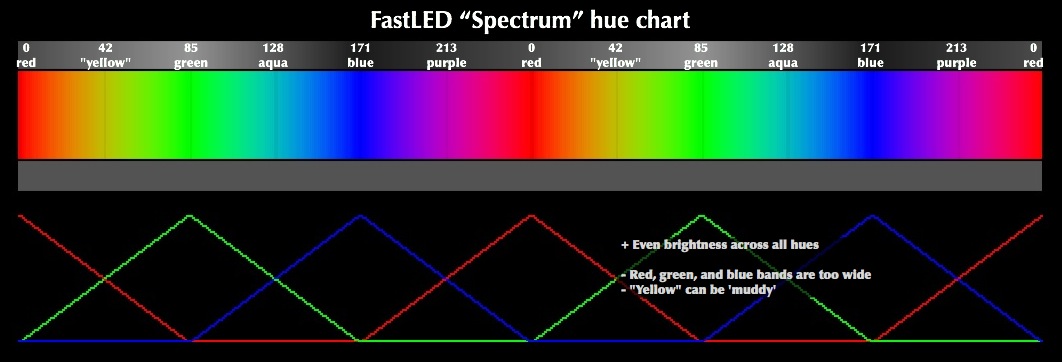 FastLED “Spectrum” hue chart
0 42 85 128 171 213 0 42 85 128 171 213 0
red "yellow" green aqua blue purple red "yellow" green aqua blue purple red
+ Even brightness across all hues
- Red, green, and blue bands are too wide
- "Yellow" can be 'muddy'